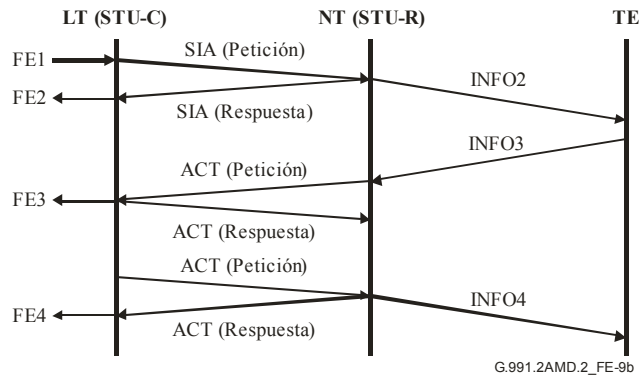 LT (STU-C) NT (STU-R) TE
SIA (Petición)
FE1
INFO2
FE2
SIA (Respuesta)
INFO3
ACT (Petición)
FE3
ACT (Respuesta)
ACT (Petición)
INFO4
FE4
ACT (Respuesta)
G.991.2AMD.2_FE-9b